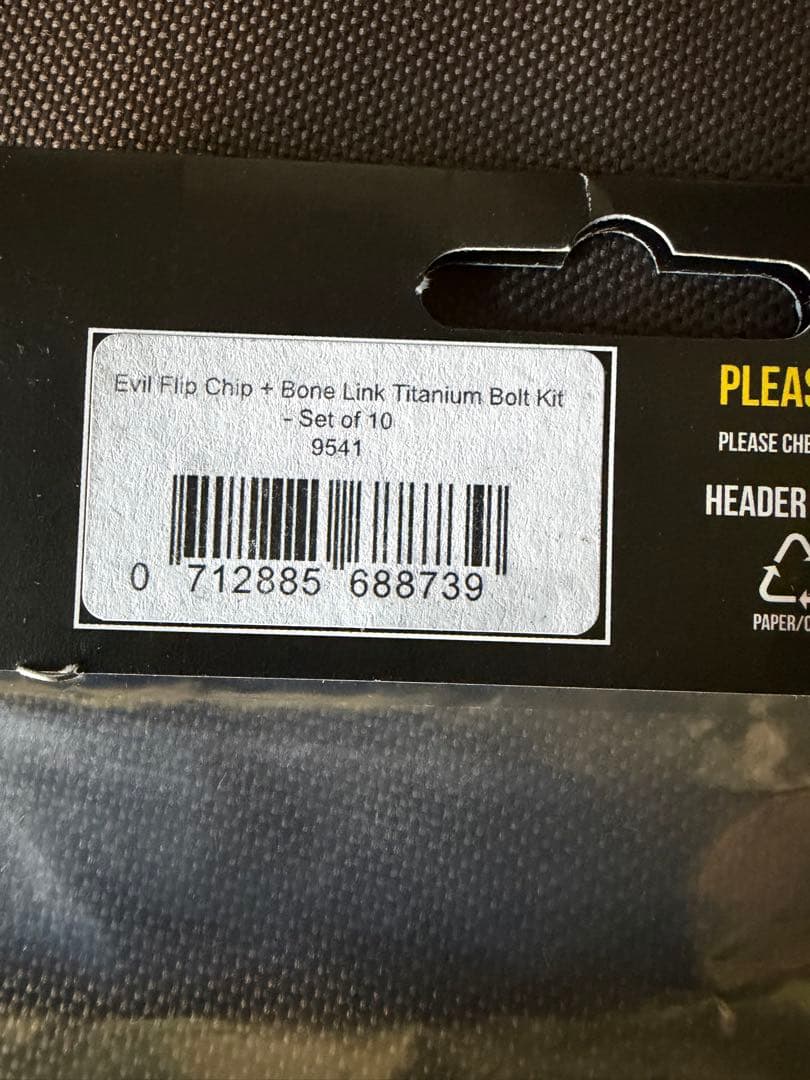 Evil Flip Chip + Bone Link Titanium Bolt Kit
- Set of 10
9541
0 712885 688739
PLEAS
PLEASE CHE
HEADER
PAPER/C